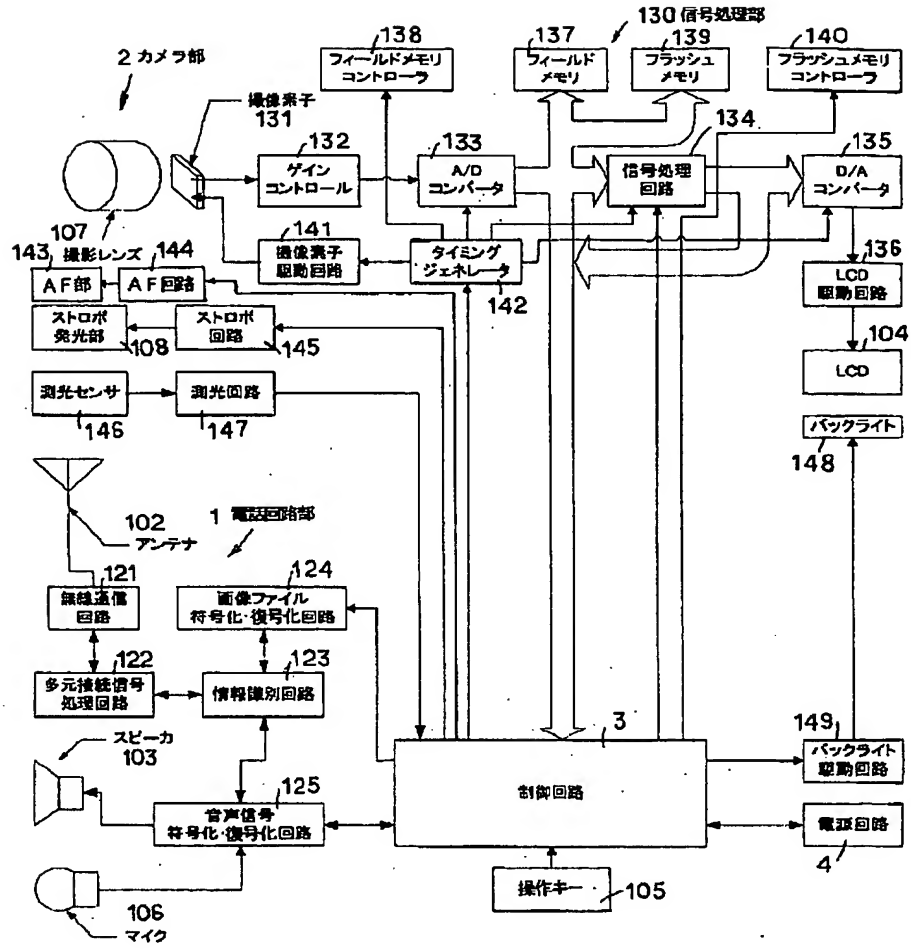 138
フィールドメモリ
コントローラ
137
フィールド
メモリ
130 信号処理部
139
フラッシュ
メモリ
140
フラッシュメモリ
コントローラ
2 カメラ部
撮像素子
131
132
ゲイン
コントロール
133
A/D
コンバータ
134
信号処理
回路
135
D/A
コンバータ
107
撮影レンズ
141
撮像素子
駆動回路
タイミング
ジェネレータ
142
136
LCD
駆動回路
143
AF部
144
AF回路
ストロボ
発光部
108
ストロボ
回路
145
104
LCD
測光センサ
146
測光回路
147
バックライト
148
102
アンテナ
1 電話回路部
121
無線通信
回路
124
画像ファイル
符号化・復号化回路
122
多元接続信号
処理回路
123
情報識別回路
スピーカ
103
125
音声信号
符号化・復号化回路
3
制御回路
149
バックライト
駆動回路
電源回路
4
操作キー
105
106
マイク